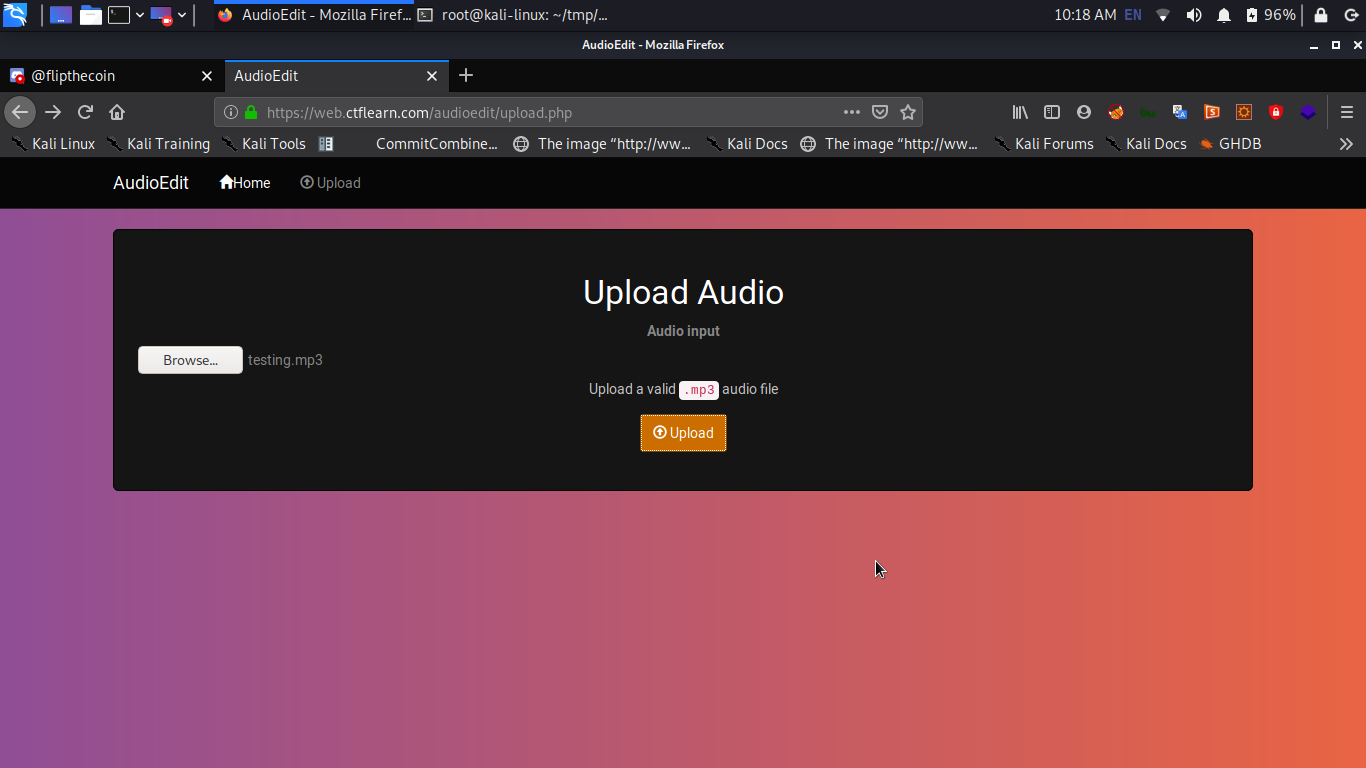 AudioEdit - Mozilla Firef... root@kali-linux: ~/tmp/... 10:18 AM EN 96%
AudioEdit - Mozilla Firefox
@flipthecoin AudioEdit
https://web.ctflearn.com/audioedit/upload.php
Kali Linux Kali Training Kali Tools CommitCombine... The image “http://ww... Kali Docs The image “http://ww... Kali Forums Kali Docs GHDB
AudioEdit Home Upload
Upload Audio
Audio input
Browse... testing.mp3
Upload a valid .mp3 audio file
Upload